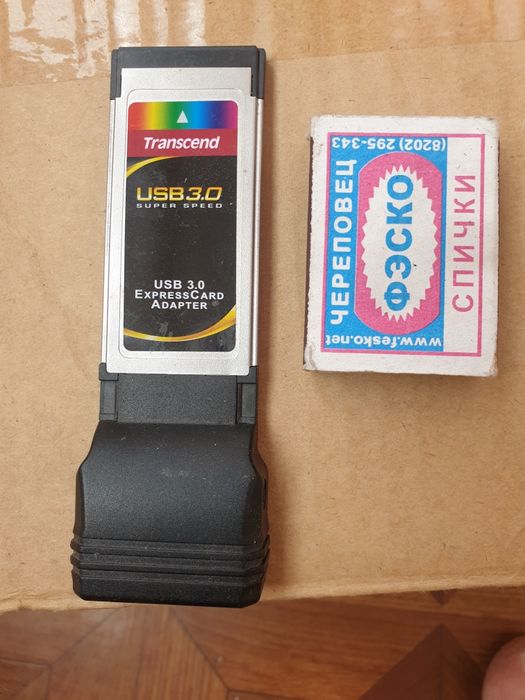 Transcend
USB 3.0
SUPER SPEED
USB 3.0
EXPRESSCARD
ADAPTER
ЧЕРЕПОВЕЦ
(8202) 295-343
ФЭСКО
СПИЧКИ
www.fesko.net